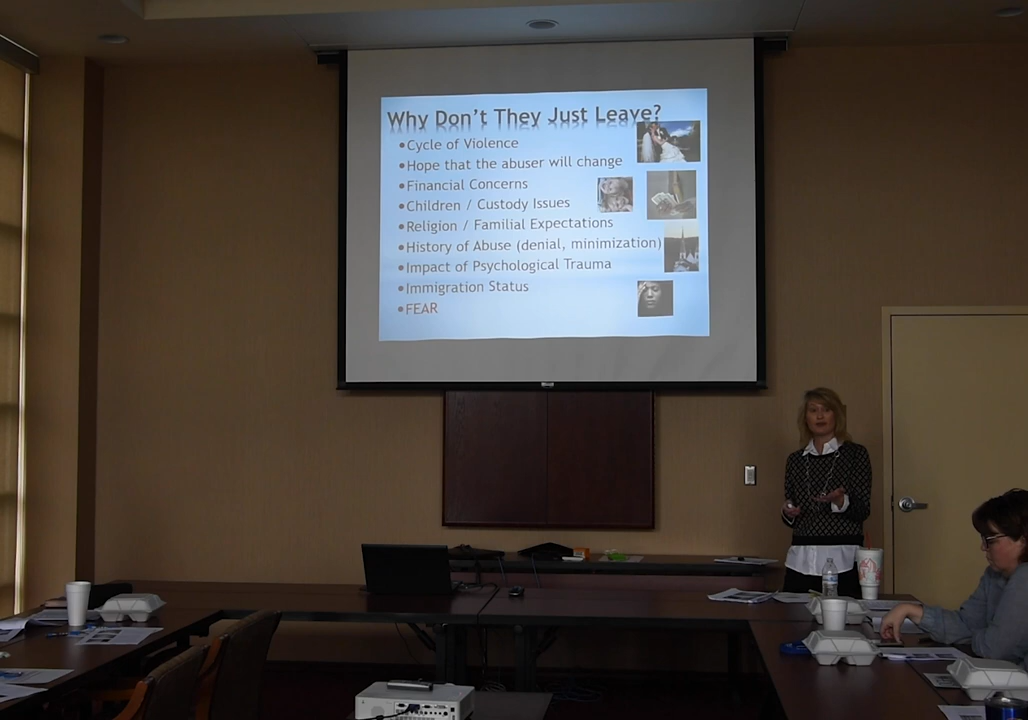 Why Don't They Just Leave?
•Cycle of Violence
•Hope that the abuser will change
•Financial Concerns
•Children / Custody Issues
•Religion / Familial Expectations
•History of Abuse (denial, minimization)
•Impact of Psychological Trauma
•Immigration Status
•FEAR